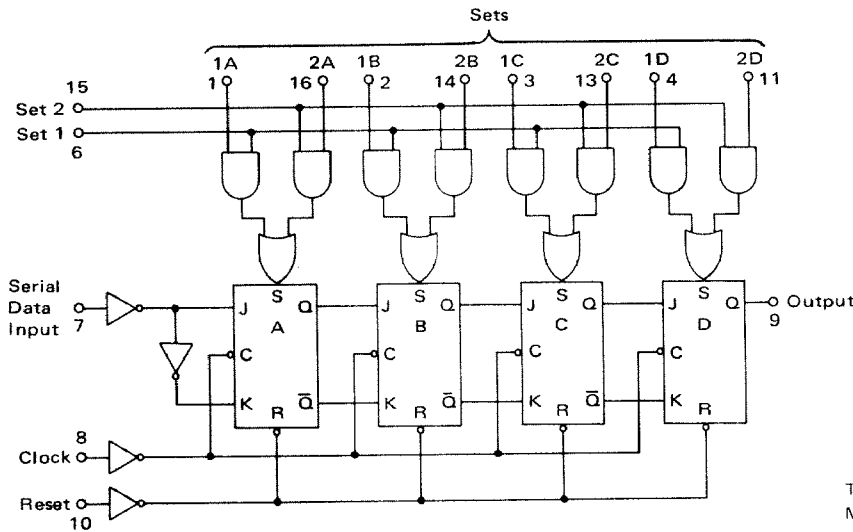 Sets
1A 2A 1B 2B 1C 2C 1D 2D
1 16 2 14 3 13 4 11
15
Set 2
Set 1
6
S S S S
J Q J Q J Q J Q Output
A B C D
9
Serial
Data
Input
7
C C C C
K R Q̅ K R Q̅ K R Q̅ K R
8
Clock
Reset
10
T